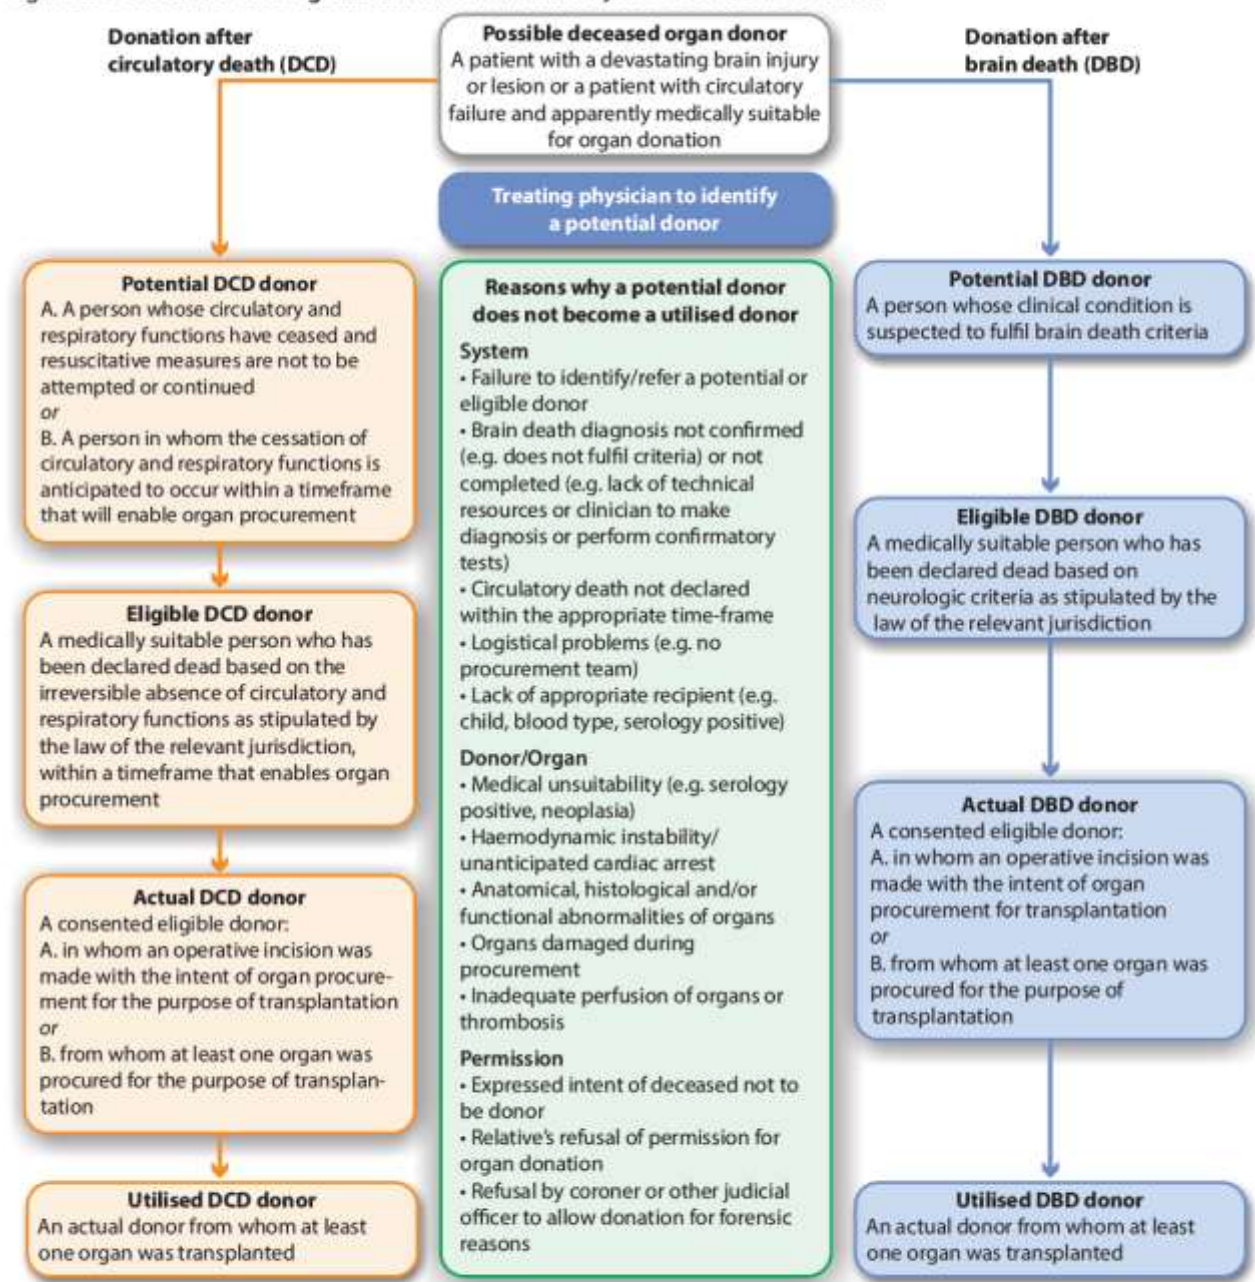 Donation after
circulatory death (DCD)
Possible deceased organ donor
A patient with a devastating brain injury
or lesion or a patient with circulatory
failure and apparently medically suitable
for organ donation
Donation after
brain death (DBD)
Treating physician to identify
a potential donor
Potential DCD donor
A. A person whose circulatory and
respiratory functions have ceased and
resuscitative measures are not to be
attempted or continued
or
B. A person in whom the cessation of
circulatory and respiratory functions is
anticipated to occur within a timeframe
that will enable organ procurement
Eligible DCD donor
A medically suitable person who has
been declared dead based on the
irreversible absence of circulatory and
respiratory functions as stipulated by
the law of the relevant jurisdiction,
within a timeframe that enables organ
procurement
Actual DCD donor
A consented eligible donor:
A. in whom an operative incision was
made with the intent of organ procure-
ment for the purpose of transplantation
or
B. from whom at least one organ was
procured for the purpose of transplan-
tation
Utilised DCD donor
An actual donor from whom at least
one organ was transplanted
Reasons why a potential donor
does not become a utilised donor
System
• Failure to identify/refer a potential or
eligible donor
• Brain death diagnosis not confirmed
(e.g. does not fulfil criteria) or not
completed (e.g. lack of technical
resources or clinician to make
diagnosis or perform confirmatory
tests)
• Circulatory death not declared
within the appropriate time-frame
• Logistical problems (e.g. no
procurement team)
• Lack of appropriate recipient (e.g.
child, blood type, serology positive)
Donor/Organ
• Medical unsuitability (e.g. serology
positive, neoplasia)
• Haemodynamic instability/
unanticipated cardiac arrest
• Anatomical, histological and/or
functional abnormalities of organs
• Organs damaged during
procurement
• Inadequate perfusion of organs or
thrombosis
Permission
• Expressed intent of deceased not to
be donor
• Relative's refusal of permission for
organ donation
• Refusal by coroner or other judicial
officer to allow donation for forensic
reasons
Potential DBD donor
A person whose clinical condition is
suspected to fulfil brain death criteria
Eligible DBD donor
A medically suitable person who has
been declared dead based on
neurologic criteria as stipulated by the
law of the relevant jurisdiction
Actual DBD donor
A consented eligible donor:
A. in whom an operative incision was
made with the intent of organ
procurement for transplantation
or
B. from whom at least one organ was
procured for the purpose of
transplantation
Utilised DBD donor
An actual donor from whom at least
one organ was transplanted